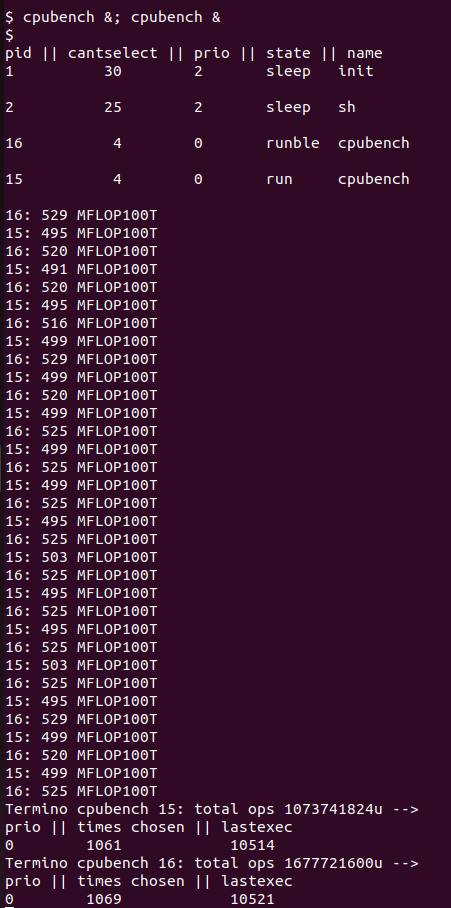 $ cpubench &; cpubench &
$
pid || cantselect || prio || state || name
1 30 2 sleep init
2 25 2 sleep sh
16 4 0 runble cpubench
15 4 0 run cpubench
16: 529 MFLOP100T
15: 495 MFLOP100T
16: 520 MFLOP100T
15: 491 MFLOP100T
16: 520 MFLOP100T
15: 495 MFLOP100T
16: 516 MFLOP100T
15: 499 MFLOP100T
16: 529 MFLOP100T
15: 499 MFLOP100T
16: 520 MFLOP100T
15: 499 MFLOP100T
16: 525 MFLOP100T
15: 499 MFLOP100T
16: 525 MFLOP100T
15: 499 MFLOP100T
16: 525 MFLOP100T
15: 495 MFLOP100T
16: 525 MFLOP100T
15: 503 MFLOP100T
16: 525 MFLOP100T
15: 495 MFLOP100T
16: 525 MFLOP100T
15: 495 MFLOP100T
16: 525 MFLOP100T
15: 503 MFLOP100T
16: 525 MFLOP100T
15: 495 MFLOP100T
16: 529 MFLOP100T
15: 499 MFLOP100T
16: 520 MFLOP100T
15: 499 MFLOP100T
16: 525 MFLOP100T
Termino cpubench 15: total ops 1073741824u -->
prio || times chosen || lastexec
0 1061 10514
Termino cpubench 16: total ops 1677721600u -->
prio || times chosen || lastexec
0 1069 10521